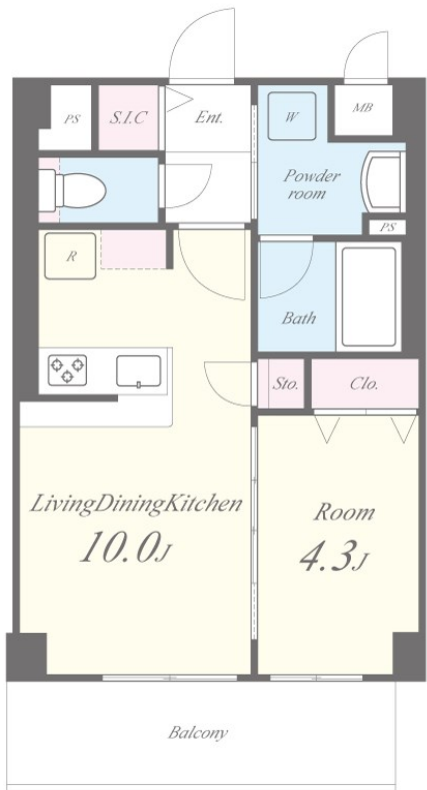 PS
S.I.C
Ent.
W
MB
Powder
room
PS
R
Bath
Sto.
Clo.
LivingDiningKitchen
10.0J
Room
4.3J
Balcony